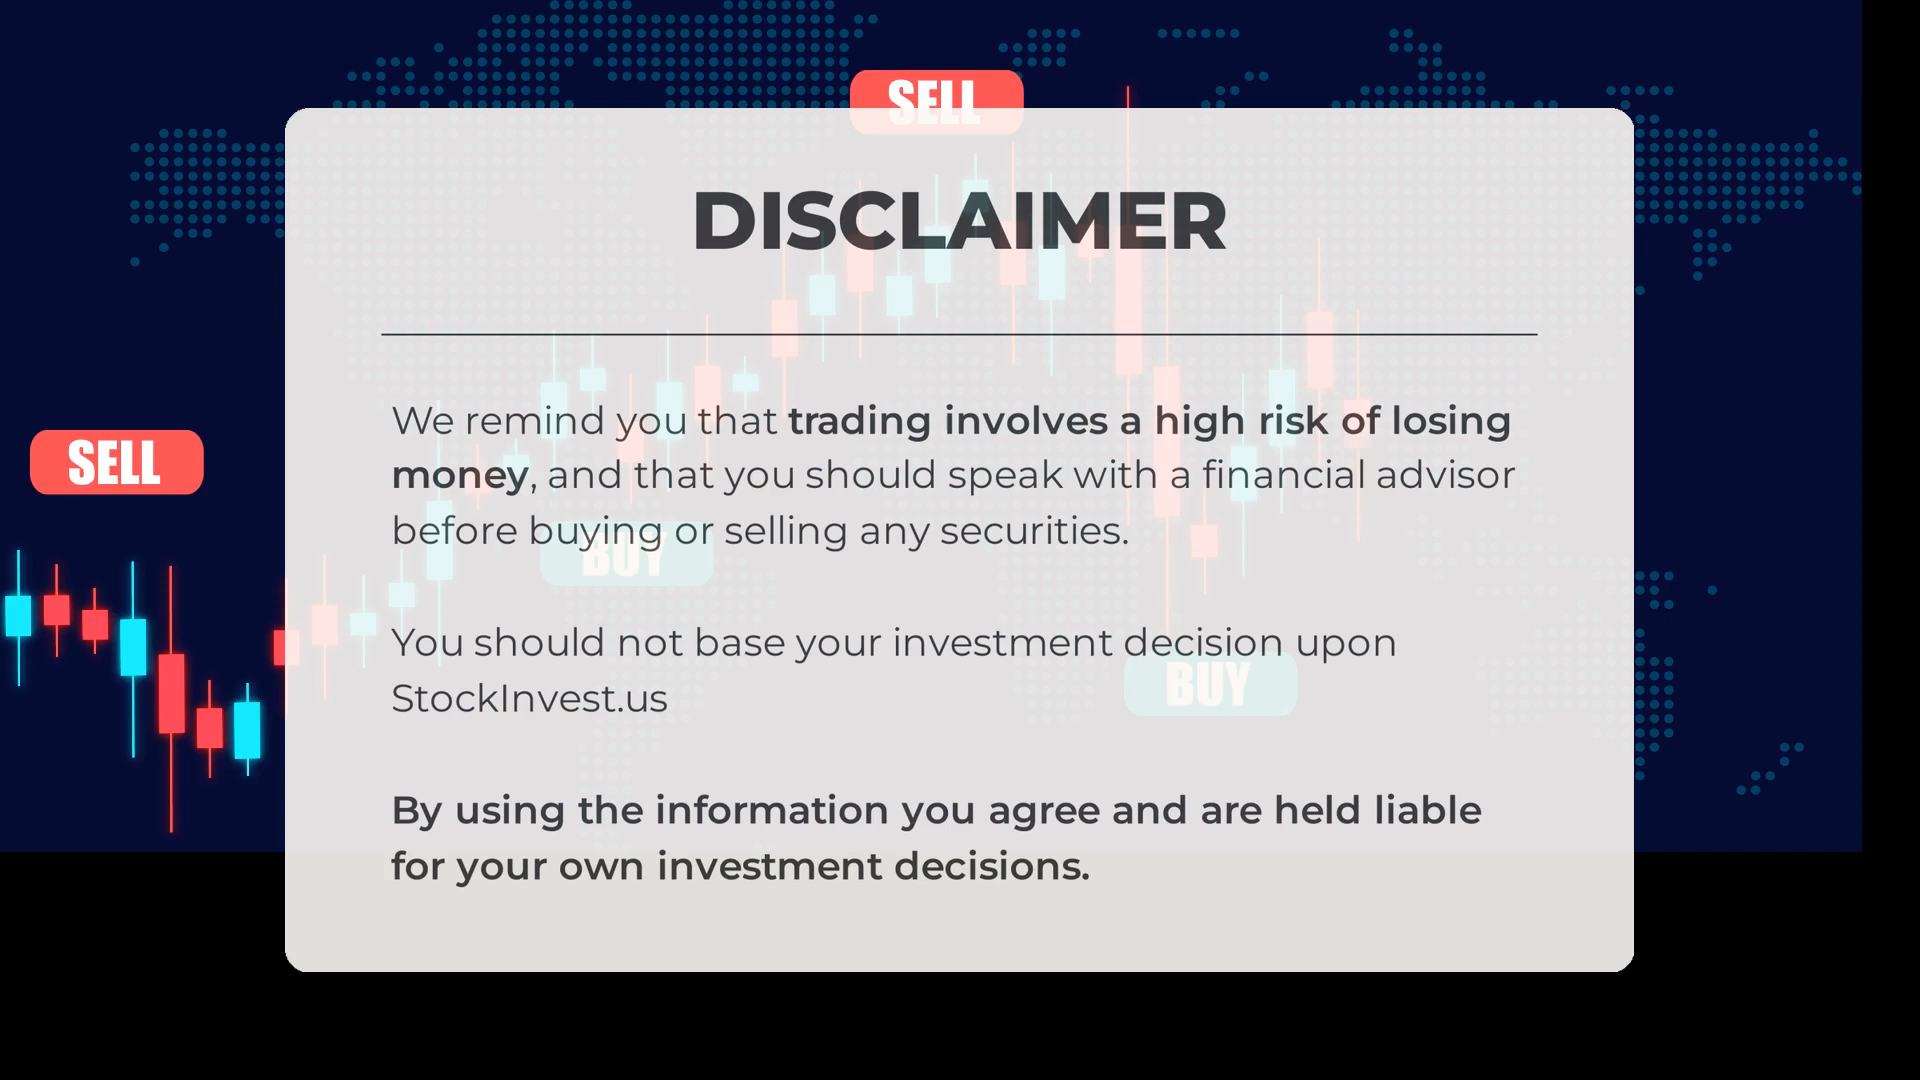 SELL
DISCLAIMER
We remind you that trading involves a high risk of losing
money, and that you should speak with a financial advisor
before buying or selling any securities.
SELL
BUY
You should not base your investment decision upon
StockInvest.us
BUY
By using the information you agree and are held liable
for your own investment decisions.